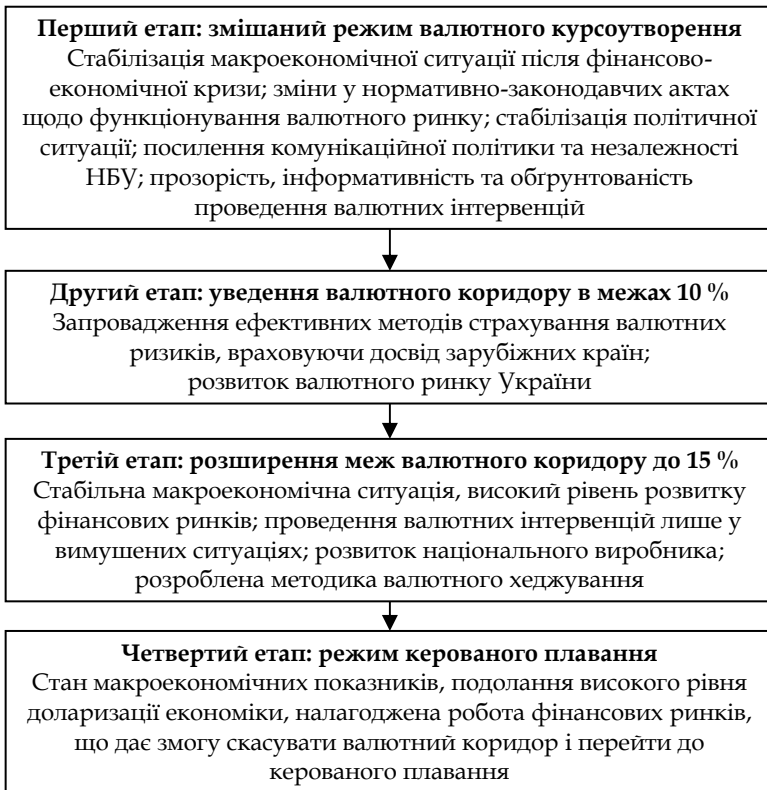 Перший етап: змішаний режим валютного курсоутворення
Стабілізація макроекономічної ситуації після фінансово-
економічної кризи; зміни у нормативно-законодавчих актах
щодо функціонування валютного ринку; стабілізація політичної
ситуації; посилення комунікаційної політики та незалежності
НБУ; прозорість, інформативність та обґрунтованість
проведення валютних інтервенцій
Другий етап: уведення валютного коридору в межах 10 %
Запровадження ефективних методів страхування валютних
ризиків, враховуючи досвід зарубіжних країн;
розвиток валютного ринку України
Третій етап: розширення меж валютного коридору до 15 %
Стабільна макроекономічна ситуація, високий рівень розвитку
фінансових ринків; проведення валютних інтервенцій лише у
вимушених ситуаціях; розвиток національного виробника;
розроблена методика валютного хеджування
Четвертий етап: режим керованого плавання
Стан макроекономічних показників, подолання високого рівня
доларизації економіки, налагоджена робота фінансових ринків,
що дає змогу скасувати валютний коридор і перейти до
керованого плавання